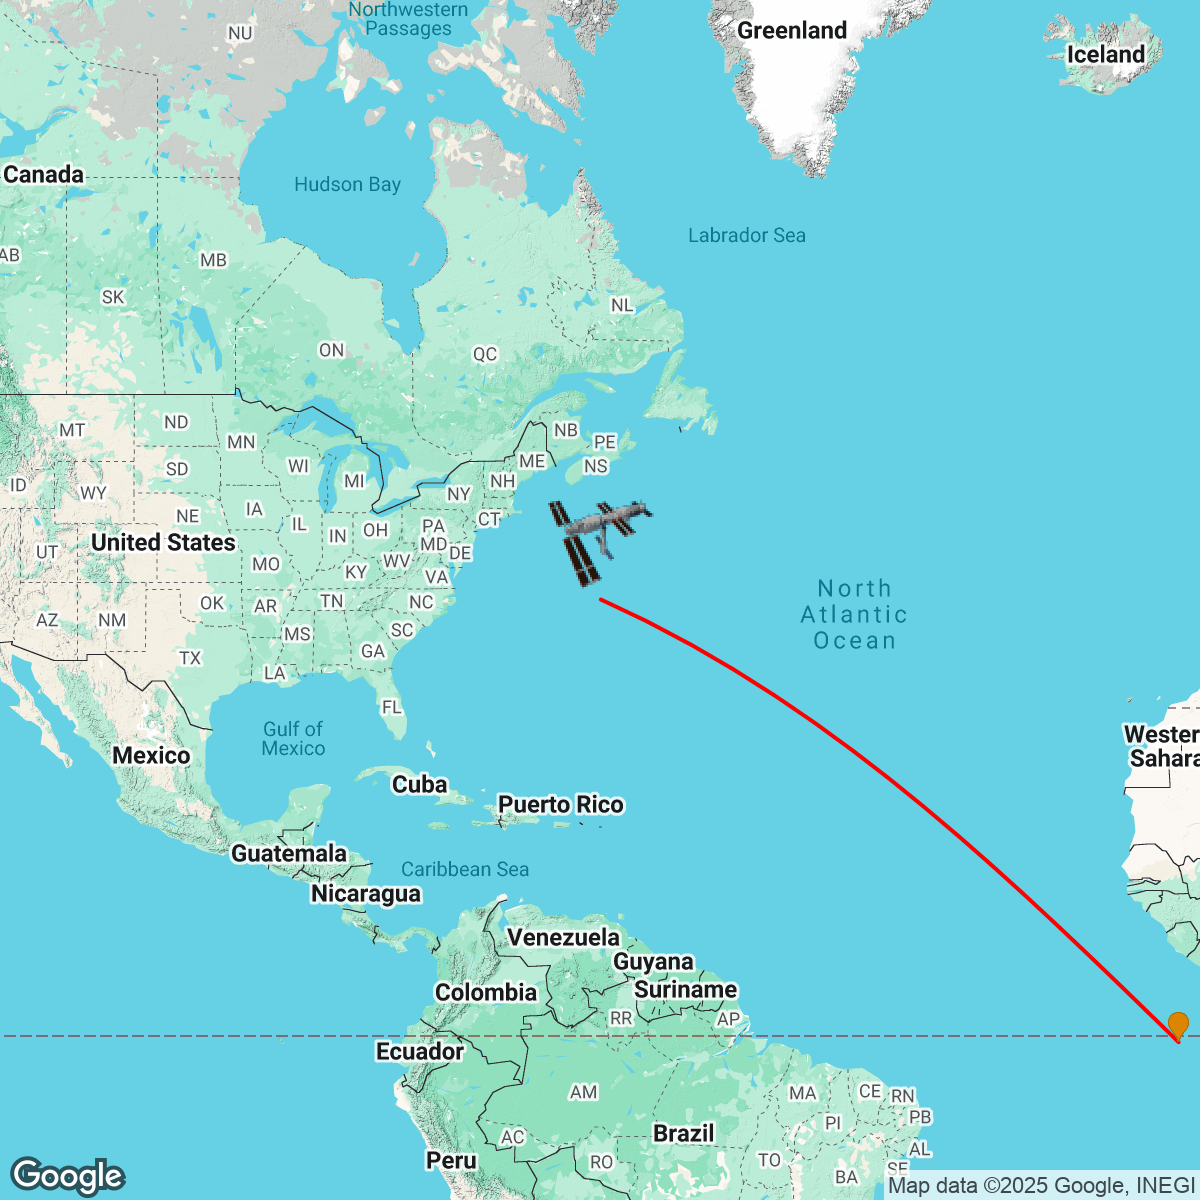 Northwestern
Passages
NU
Greenland
Iceland
Canada
Hudson Bay
Labrador Sea
AB
MB
SK
NL
ON
QC
MT
ND
MN
NB
PE
ME
NS
ID
WY
SD
WI
MI
NH
NY
CT
NE
IA
IL
IN
OH
PA
MD
DE
UT
United States
MO
KY
WV
VA
AZ
NM
OK
AR
TN
NC
MS
SC
GA
TX
LA
FL
North
Atlantic
Ocean
Gulf of
Mexico
Mexico
Cuba
Puerto Rico
Wester
Sahara
Guatemala
Caribbean Sea
Nicaragua
Venezuela
Guyana
Suriname
Colombia
RR
AP
Ecuador
AM
MA
CE
RN
PB
PI
AC
Brazil
AL
Peru
RO
TO
BA
SE
Google
Map data ©2025 Google, INEGI